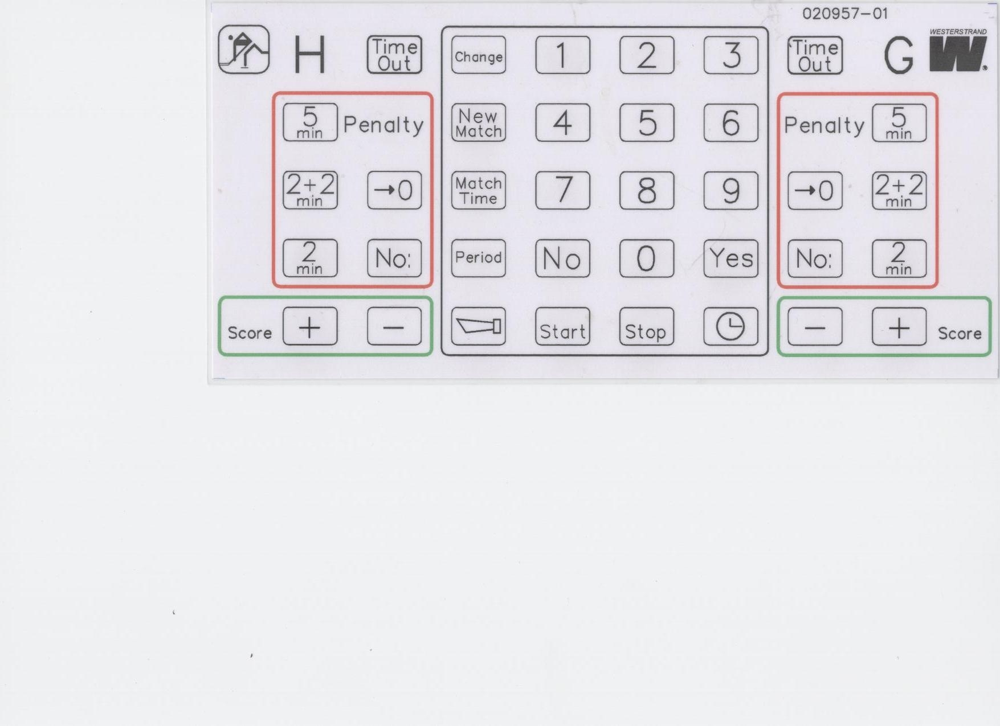 020957-01
H
Time
Out
Change
1
2
3
Time
Out
G
WESTERSTRAND
W
5
min
Penalty
New
Match
4
5
6
Penalty
5
min
2+2
min
→0
Match
Time
7
8
9
→0
2+2
min
2
min
No:
Period
No
0
Yes
No:
2
min
Score
+
−
Start
Stop
−
+
Score